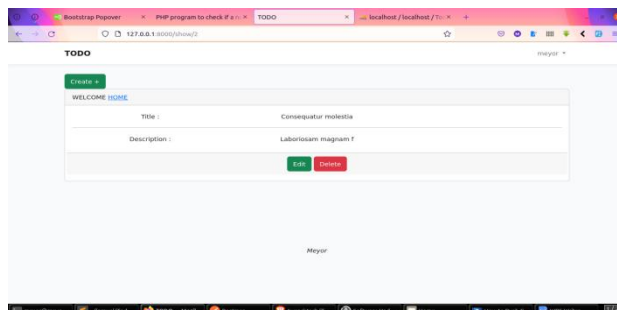 Bootstrap Popover PHP program to check if a n TODO localhost / localhost / To
127.0.0.1:8000/show/2
TODO meyor
Create +
WELCOME HOME
Title : Consequatur molestia
Description : Laboriosam magnam f
Edit Delete
Meyor